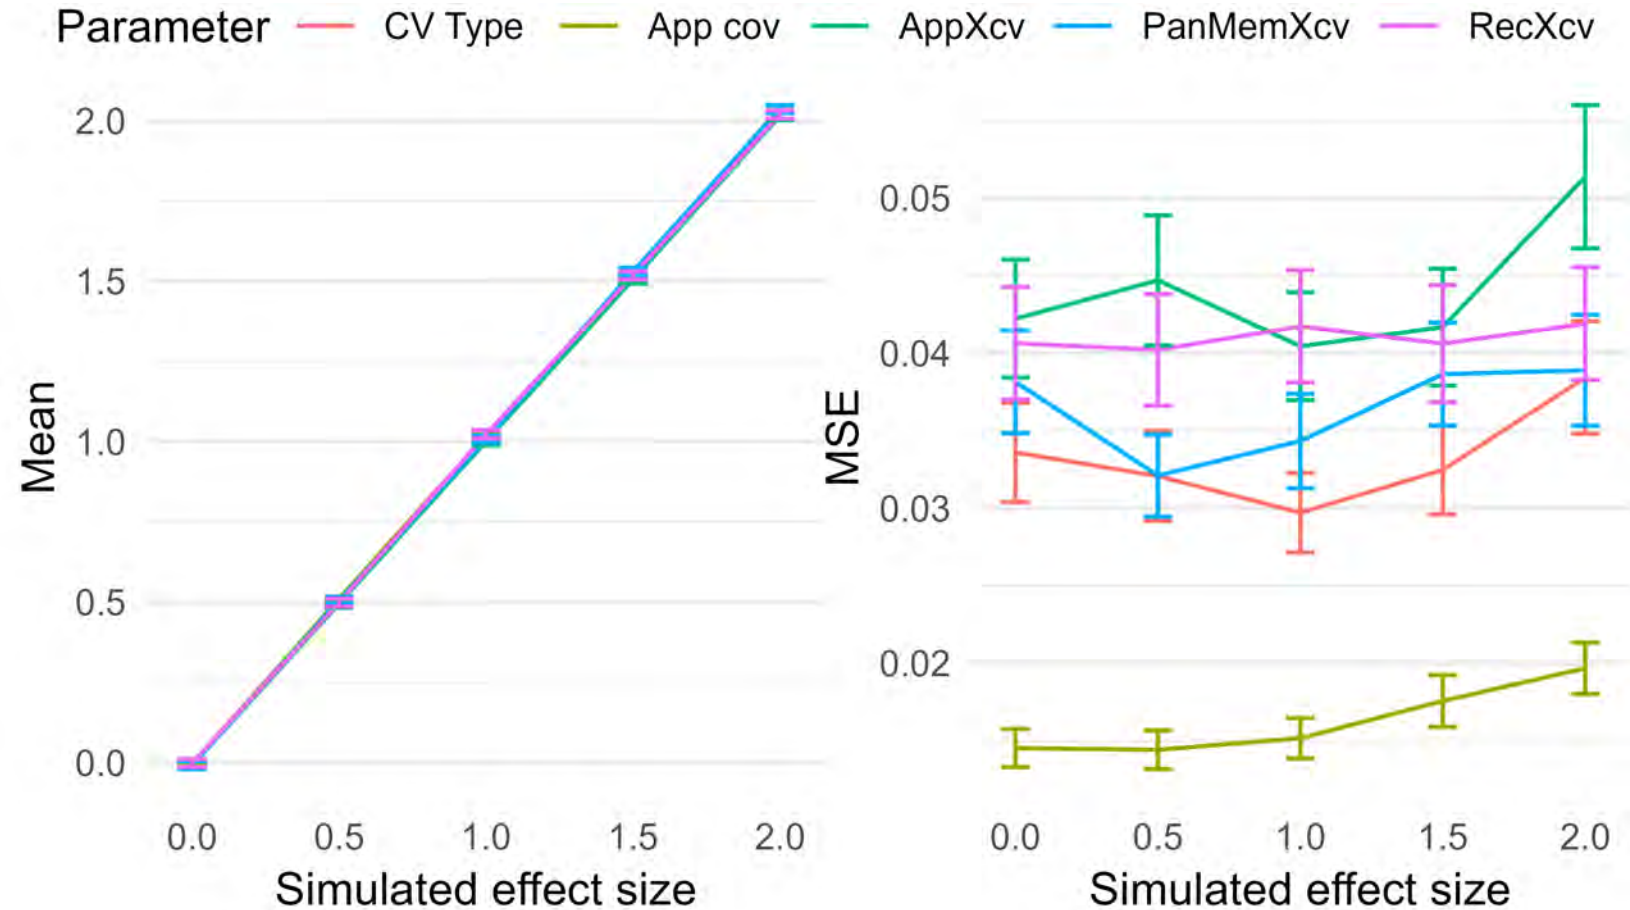 Parameter CV Type App cov AppXcv PanMemXcv RecXcv
Mean
2.0
1.5
1.0
0.5
0.0
0.0 0.5 1.0 1.5 2.0
Simulated effect size
MSE
0.05
0.04
0.03
0.02
0.0 0.5 1.0 1.5 2.0
Simulated effect size